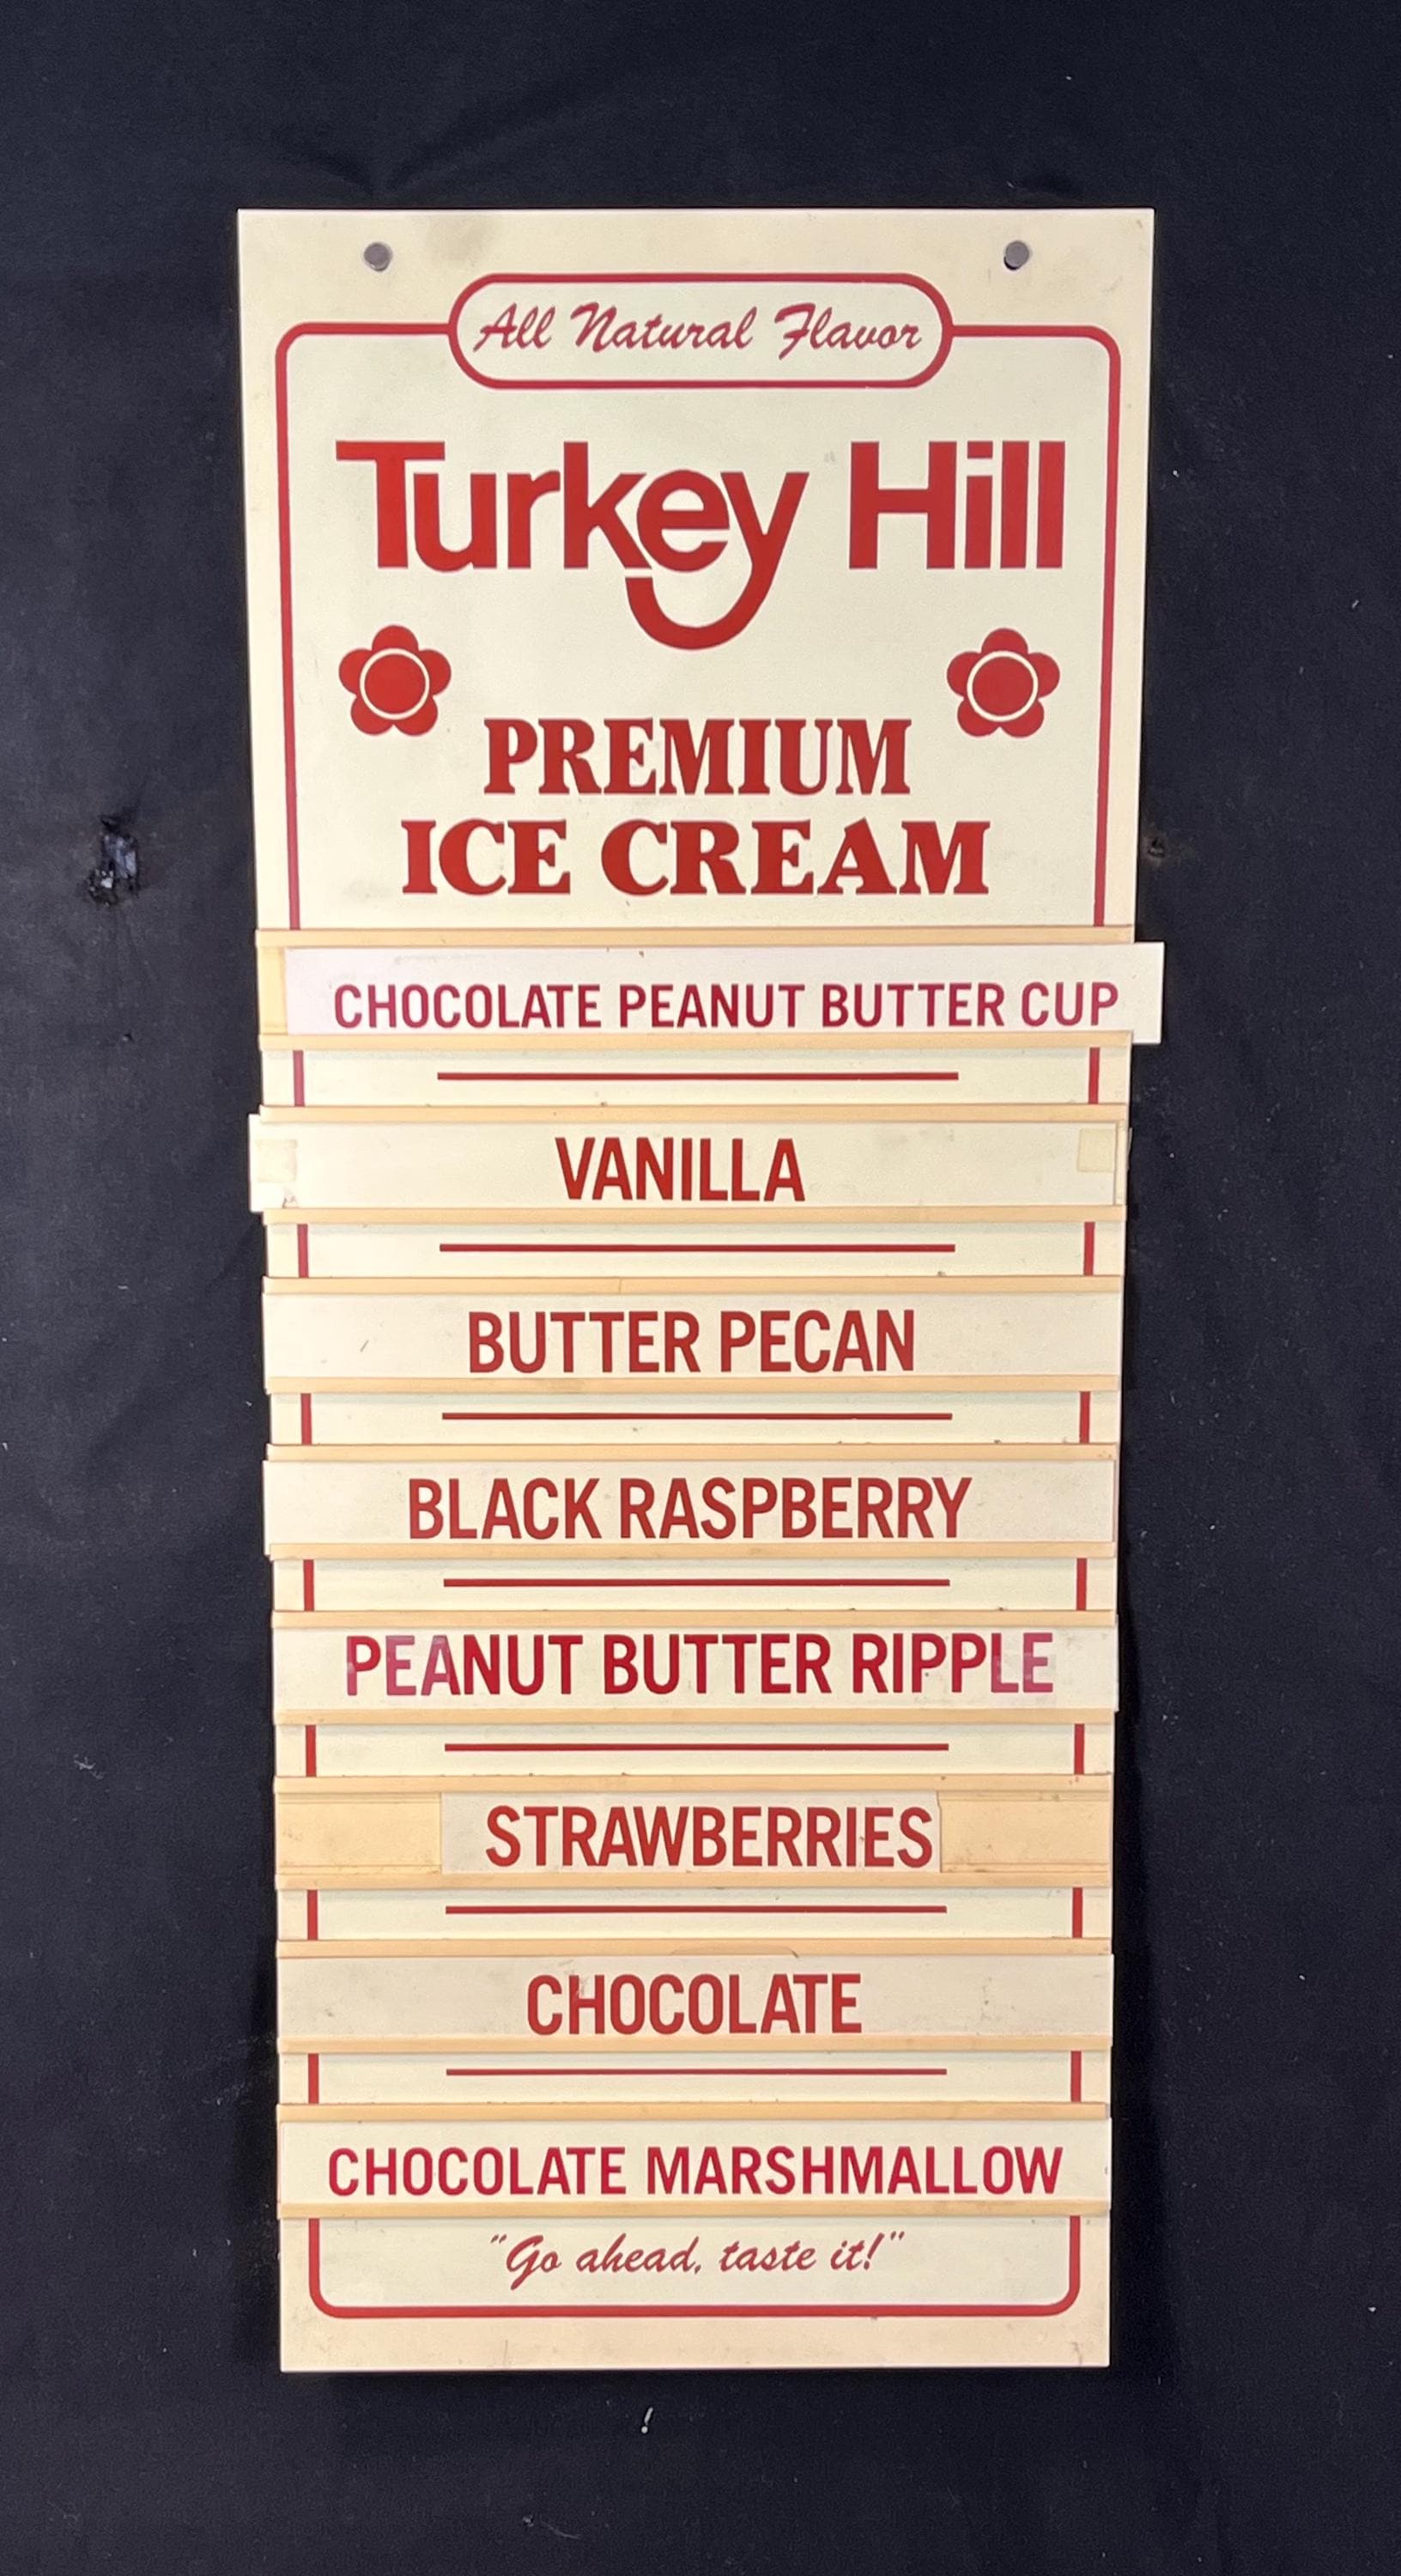 All Natural Flavor
Turkey Hill
PREMIUM
ICE CREAM
CHOCOLATE PEANUT BUTTER CUP
VANILLA
BUTTER PECAN
BLACK RASPBERRY
PEANUT BUTTER RIPPLE
STRAWBERRIES
CHOCOLATE
CHOCOLATE MARSHMALLOW
"Go ahead, taste it!"